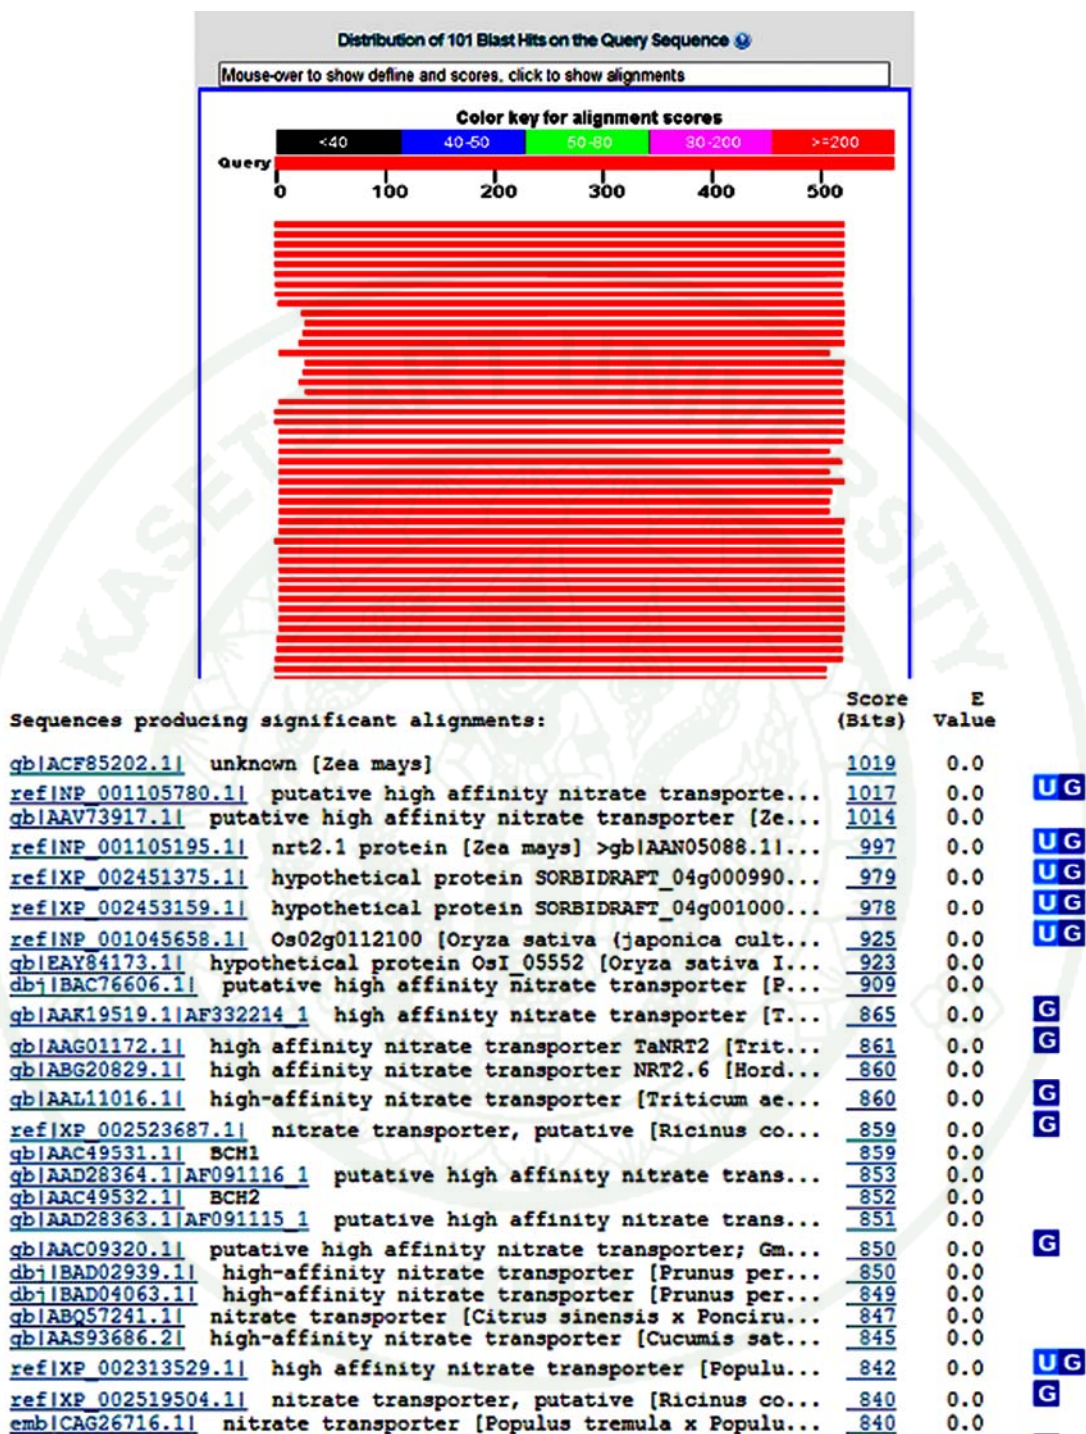 Distribution of 101 Blast Hits on the Query Sequence
Mouse-over to show defline and scores, click to show alignments
Color key for alignment scores
<40 40-50 50-80 80-200 >=200
Query
0 100 200 300 400 500
KASETSART UNIVERSITY
Score E
Sequences producing significant alignments: (Bits) Value
gb|ACF85202.1| unknown [Zea mays] 1019 0.0
ref|NP_001105780.1| putative high affinity nitrate transporte... 1017 0.0 U G
gb|AAV73917.1| putative high affinity nitrate transporter [Ze... 1014 0.0
ref|NP_001105195.1| nrt2.1 protein [Zea mays] >gb|AAN05088.1|... 997 0.0 U G
ref|XP_002451375.1| hypothetical protein SORBIDRAFT_04g000990... 979 0.0 U G
ref|XP_002453159.1| hypothetical protein SORBIDRAFT_04g001000... 978 0.0 U G
ref|NP_001045658.1| Os02g0112100 [Oryza sativa (japonica cult... 925 0.0 U G
gb|EAY84173.1| hypothetical protein OsI_05552 [Oryza sativa I... 923 0.0
dbj|BAC76606.1| putative high affinity nitrate transporter [P... 909 0.0
gb|AAK19519.1|AF332214_1 high affinity nitrate transporter [T... 865 0.0 G
gb|AAG01172.1| high affinity nitrate transporter TaNRT2 [Trit... 861 0.0 G
gb|ABG20829.1| high affinity nitrate transporter NRT2.6 [Hord... 860 0.0
gb|AAL11016.1| high-affinity nitrate transporter [Triticum ae... 860 0.0 G
ref|XP_002523687.1| nitrate transporter, putative [Ricinus co... 859 0.0 G
gb|AAC49531.1| BCH1 859 0.0
gb|AAD28364.1|AF091116_1 putative high affinity nitrate trans... 853 0.0
gb|AAC49532.1| BCH2 852 0.0
gb|AAD28363.1|AF091115_1 putative high affinity nitrate trans... 851 0.0
gb|AAC09320.1| putative high affinity nitrate transporter; Gm... 850 0.0 G
dbj|BAD02939.1| high-affinity nitrate transporter [Prunus per... 850 0.0
dbj|BAD04063.1| high-affinity nitrate transporter [Prunus per... 849 0.0
gb|ABQ57241.1| nitrate transporter [Citrus sinensis x Ponciru... 847 0.0
gb|AAS93686.2| high-affinity nitrate transporter [Cucumis sat... 845 0.0
ref|XP_002313529.1| high affinity nitrate transporter [Populu... 842 0.0 U G
ref|XP_002519504.1| nitrate transporter, putative [Ricinus co... 840 0.0 G
emb|CAG26716.1| nitrate transporter [Populus tremula x Populu... 840 0.0